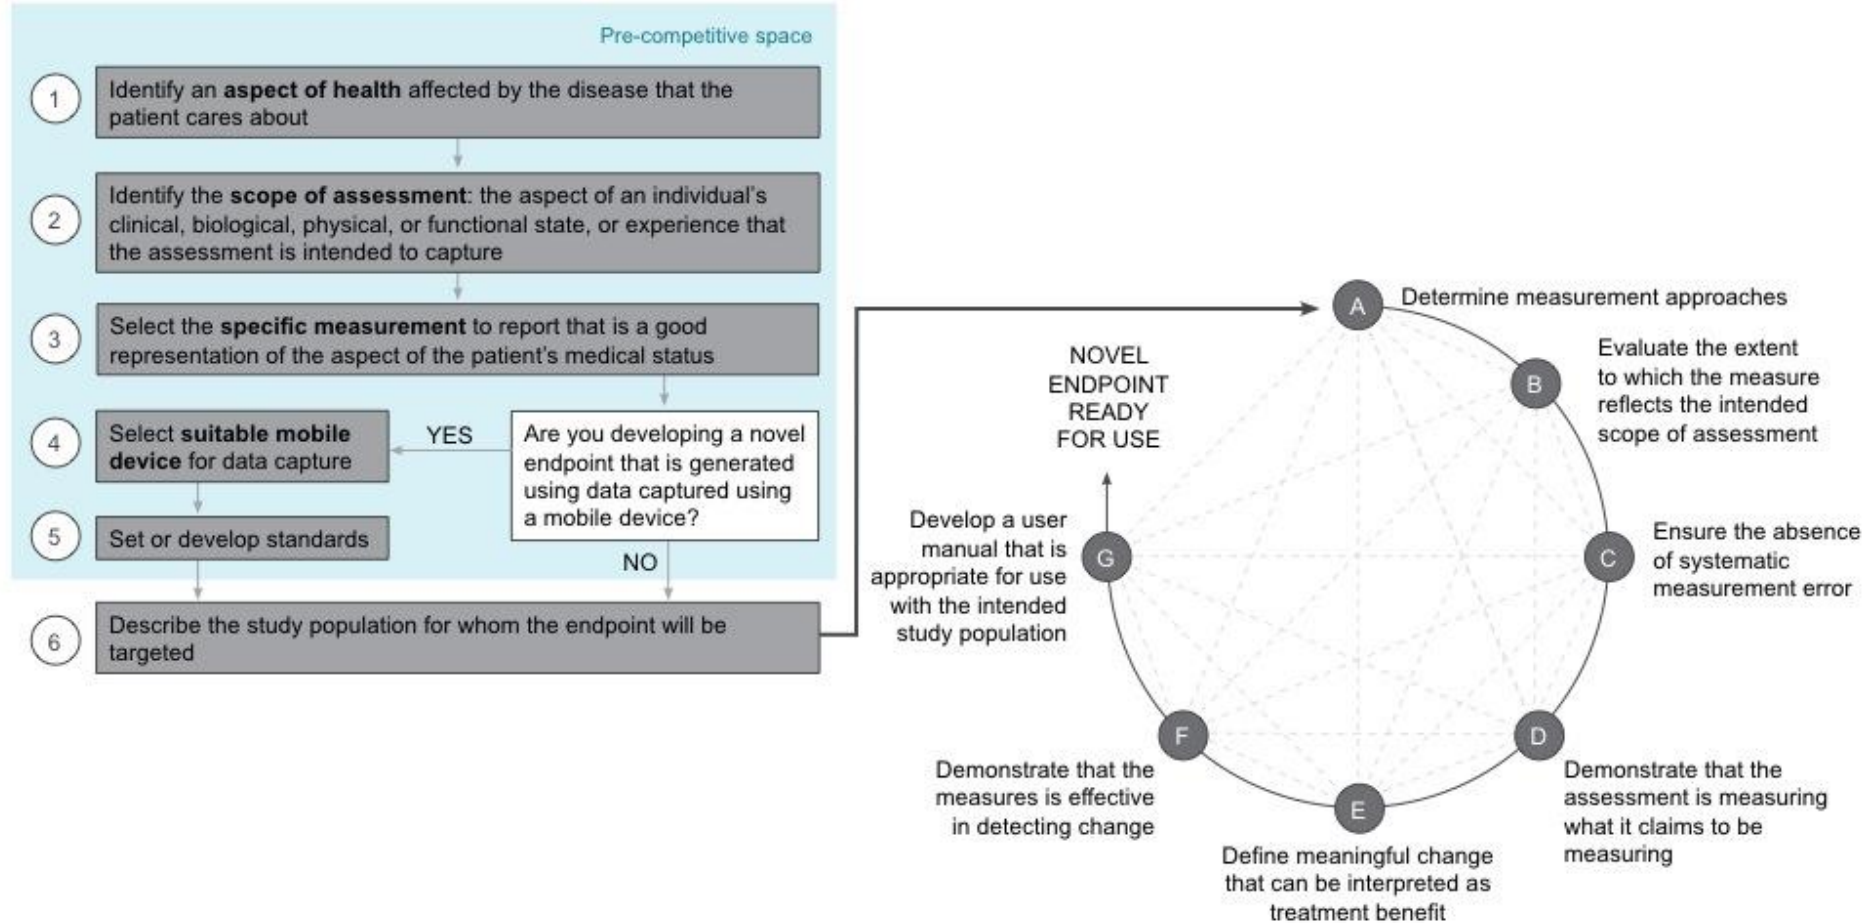 Pre-competitive space
1
Identify an aspect of health affected by the disease that the
patient cares about
2
Identify the scope of assessment: the aspect of an individual's
clinical, biological, physical, or functional state, or experience that
the assessment is intended to capture
3
Select the specific measurement to report that is a good
representation of the aspect of the patient's medical status
4
Select suitable mobile
device for data capture
YES
Are you developing a novel
endpoint that is generated
using data captured using
a mobile device?
5
Set or develop standards
NO
6
Describe the study population for whom the endpoint will be
targeted
A
Determine measurement approaches
B
Evaluate the extent
to which the measure
reflects the intended
scope of assessment
C
Ensure the absence
of systematic
measurement error
D
Demonstrate that the
assessment is measuring
what it claims to be
measuring
E
Define meaningful change
that can be interpreted as
treatment benefit
F
Demonstrate that the
measures is effective
in detecting change
G
Develop a user
manual that is
appropriate for use
with the intended
study population
NOVEL
ENDPOINT
READY
FOR USE